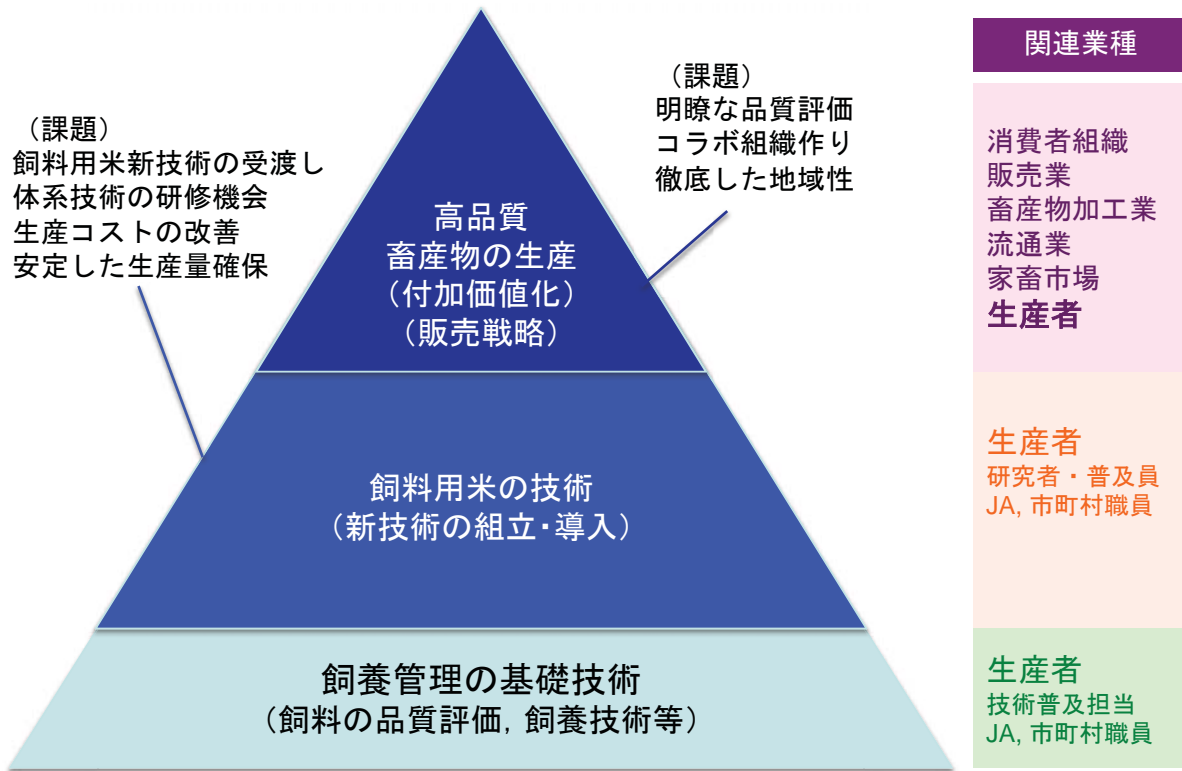 （課題）
飼料用米新技術の受渡し
体系技術の研修機会
生産コストの改善
安定した生産量確保
（課題）
明瞭な品質評価
コラボ組織作り
徹底した地域性
高品質
畜産物の生産
（付加価値化）
（販売戦略）
飼料用米の技術
（新技術の組立・導入）
飼養管理の基礎技術
（飼料の品質評価, 飼養技術等）
関連業種
消費者組織
販売業
畜産物加工業
流通業
家畜市場
生産者
生産者
研究者・普及員
JA, 市町村職員
生産者
技術普及担当
JA, 市町村職員